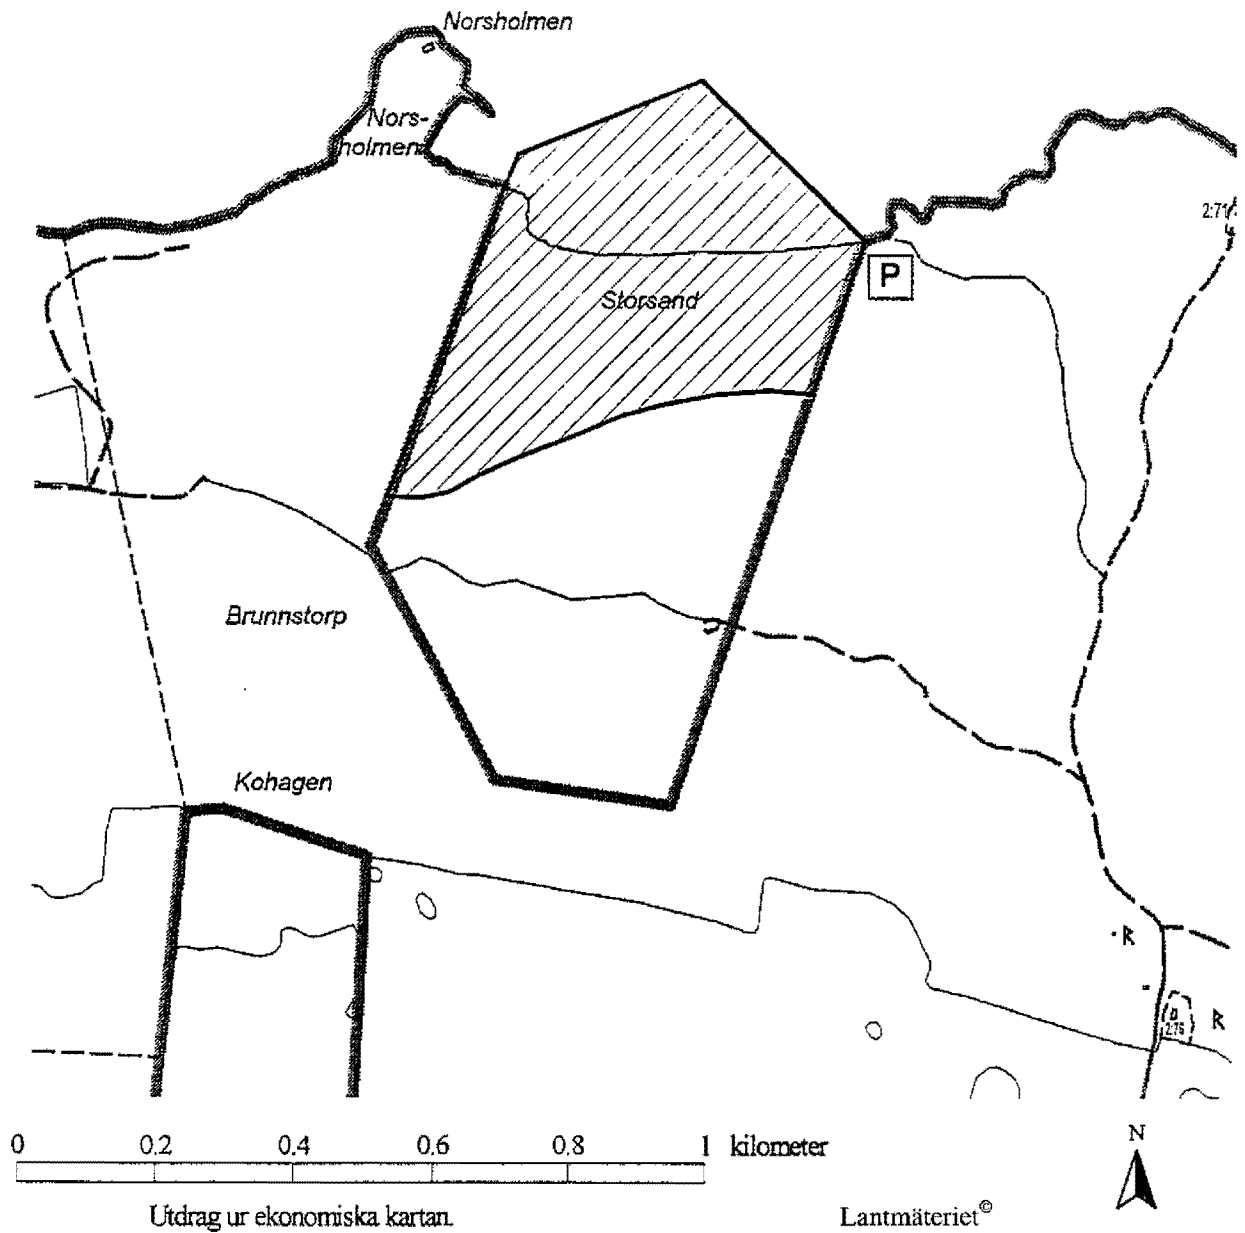 Norsholmen
Nors-
holmen
2:71
P
Storsand
Brunnstorp
Kohagen
R
R
2:76
N
0 0.2 0.4 0.6 0.8 1 kilometer
Utdrag ur ekonomiska kartan.
Lantmäteriet©